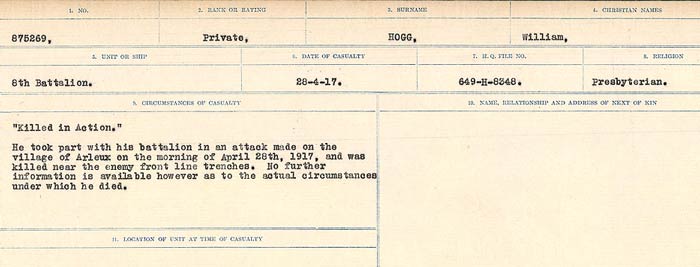 1. NO.
2. RANK OR RATING
3. SURNAME
4. CHRISTIAN NAMES
875269,
Private,
HOGG,
William,
5. UNIT OR SHIP
6. DATE OF CASUALTY
7. H.Q. FILE NO.
8. RELIGION
8th Battalion.
28-4-17.
649-H-8348.
Presbyterian.
9. CIRCUMSTANCES OF CASUALTY
10. NAME, RELATIONSHIP AND ADDRESS OF NEXT OF KIN
"Killed in Action."
He took part with his battalion in an attack made on the
village of Arleux on the morning of April 28th, 1917, and was
killed near the enemy front line trenches. No further
information is available however as to the actual circumstances
under which he died.
11. LOCATION OF UNIT AT TIME OF CASUALTY